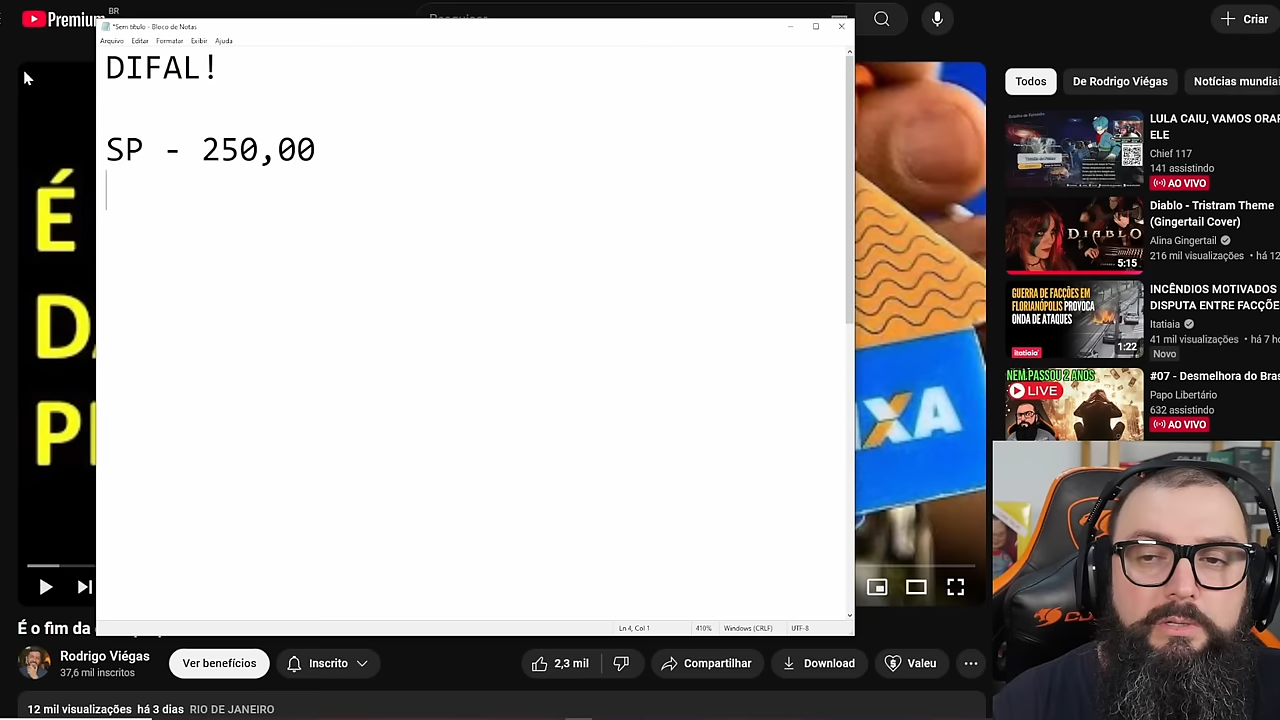 BR
Premium
*Sem título - Bloco de Notas
Arquivo Editar Formatar Exibir Ajuda
DIFAL!
SP - 250,00
Ln 4, Col 1 410% Windows (CRLF) UTF-8
É
Criar
Todos
De Rodrigo Viégas
LULA CAIU, VAMOS
ELE
Chief 117
141 assistindo
AO VIVO
Diablo - Tristram Theme
(Gingertail Cover)
Alina Gingertail
216 mil visualizações
DIABLO
5:15
GUERRA DE FACÇÕES EM
FLORIANÓPOLIS PROVOCA
ONDA DE ATAQUES
itatiaia
1:22
INCÊNDIOS MOTIVADOS
DISPUTA ENTRE
Itatiaia
41 mil visualizações
Novo
NEM PASSOU 2 ANOS
LIVE
#07 - Desmelhora do
Papo Libertário
632 assistindo
AO VIVO
É o fim da
Rodrigo Viégas
37,6 mil inscritos
Ver benefícios
Inscrito
2,3 mil
Compartilhar
Download
Valeu
12 mil visualizações há 3 dias RIO DE JANEIRO